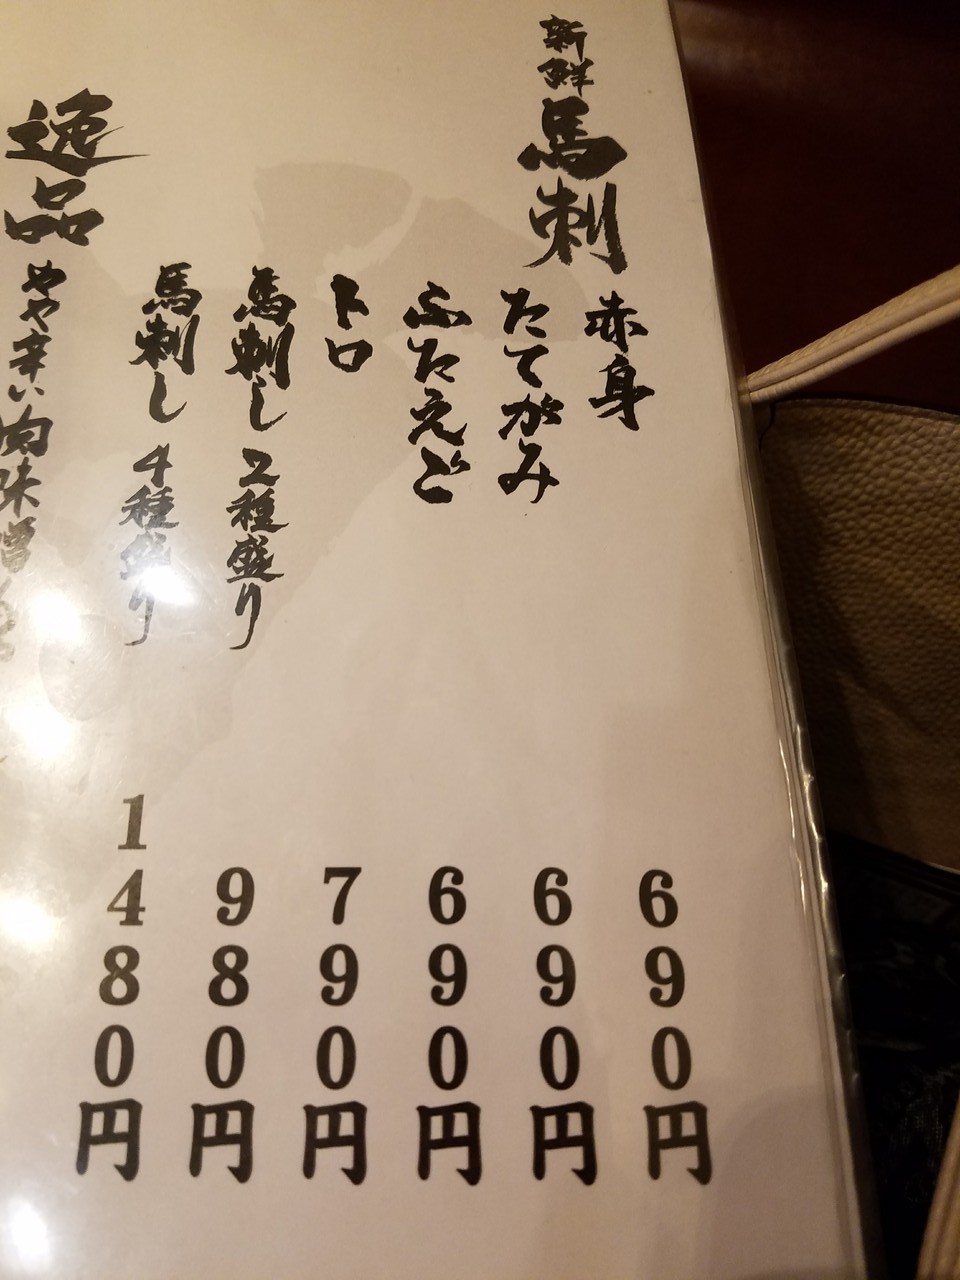 新鮮馬刺
赤身 690円
たてがみ 690円
ふたえご 690円
トロ 790円
馬刺し 2種盛り 980円
馬刺し 4種盛り 1480円
逸品
やや辛い肉味噌